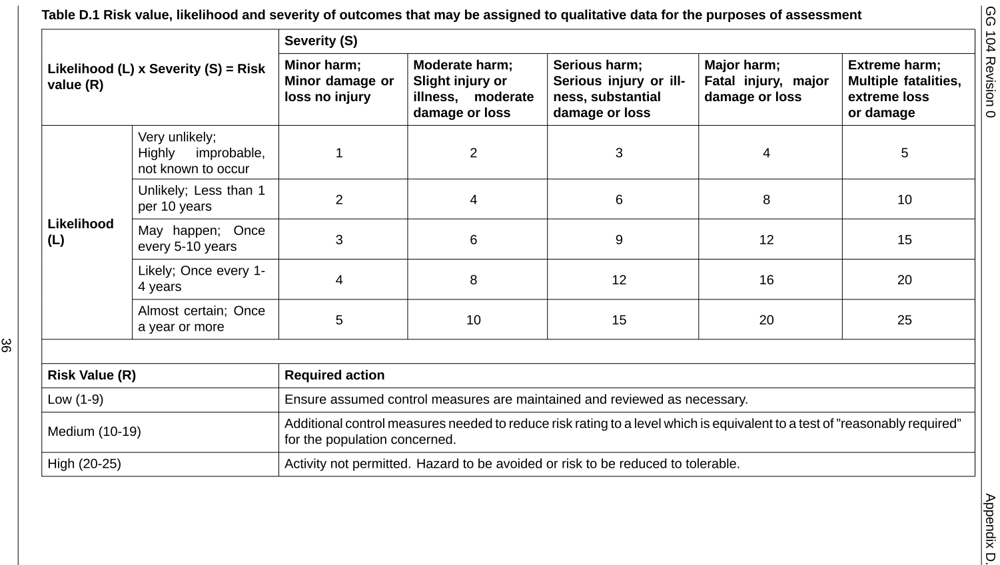 Table D.1 Risk value, likelihood and severity of outcomes that may be assigned to qualitative data for the purposes of assessment
Likelihood (L) x Severity (S) = Risk
value (R)
Severity (S)
Minor harm;
Minor damage or
loss no injury
Moderate harm;
Slight injury or
illness, moderate
damage or loss
Serious harm;
Serious injury or ill-
ness, substantial
damage or loss
Major harm;
Fatal injury, major
damage or loss
Extreme harm;
Multiple fatalities,
extreme loss
or damage
Likelihood
(L)
Very unlikely;
Highly improbable,
not known to occur
1 2 3 4 5
Unlikely; Less than 1
per 10 years
2 4 6 8 10
May happen; Once
every 5-10 years
3 6 9 12 15
Likely; Once every 1-
4 years
4 8 12 16 20
Almost certain; Once
a year or more
5 10 15 20 25
Risk Value (R) Required action
Low (1-9) Ensure assumed control measures are maintained and reviewed as necessary.
Medium (10-19) Additional control measures needed to reduce risk rating to a level which is equivalent to a test of ”reasonably required”
for the population concerned.
High (20-25) Activity not permitted. Hazard to be avoided or risk to be reduced to tolerable.
GG 104 Revision 0
Appendix D.
36